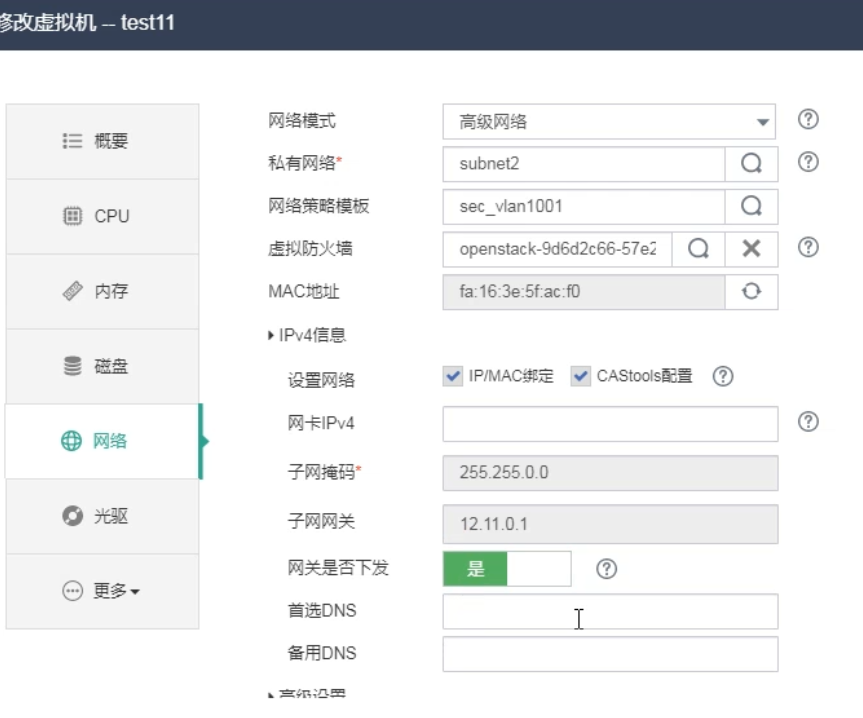 修改虚拟机 -- test11
概要
CPU
内存
磁盘
网络
光驱
更多
网络模式 高级网络
私有网络* subnet2
网络策略模板 sec_vlan1001
虚拟防火墙 openstack-9d6d2c66-57e2
MAC地址 fa:16:3e:5f:ac:f0
IPv4信息
设置网络 IP/MAC绑定 CAStools配置
网卡IPv4
子网掩码* 255.255.0.0
子网网关 12.11.0.1
网关是否下发 是
首选DNS
备用DNS
高级设置